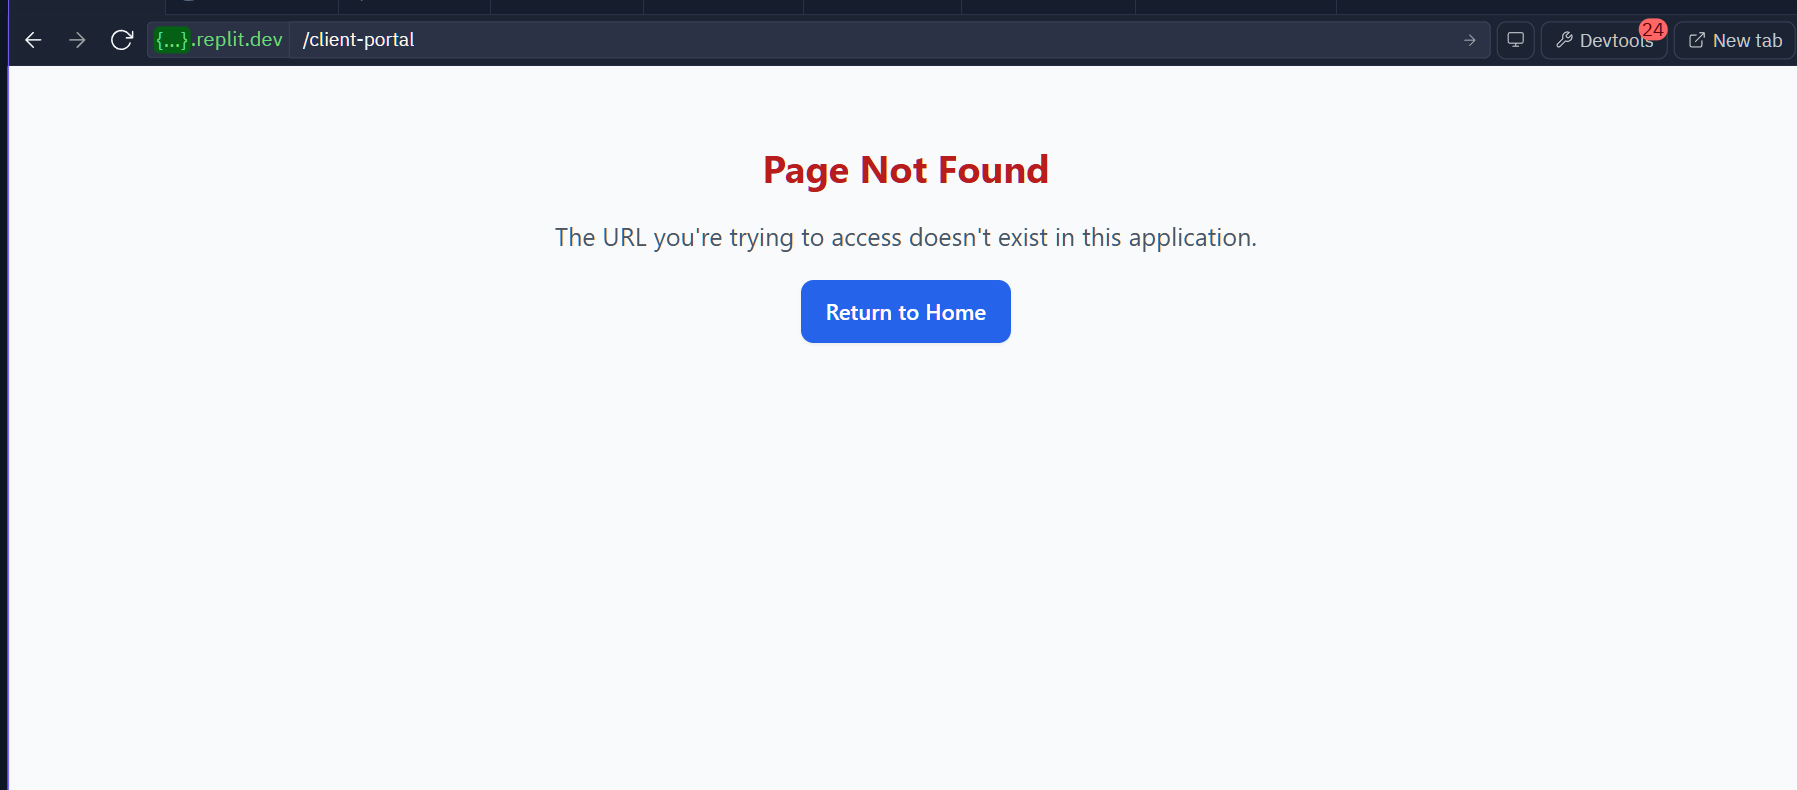 {...}.replit.dev /client-portal
Devtools
24
New tab
Page Not Found
The URL you're trying to access doesn't exist in this application.
Return to Home